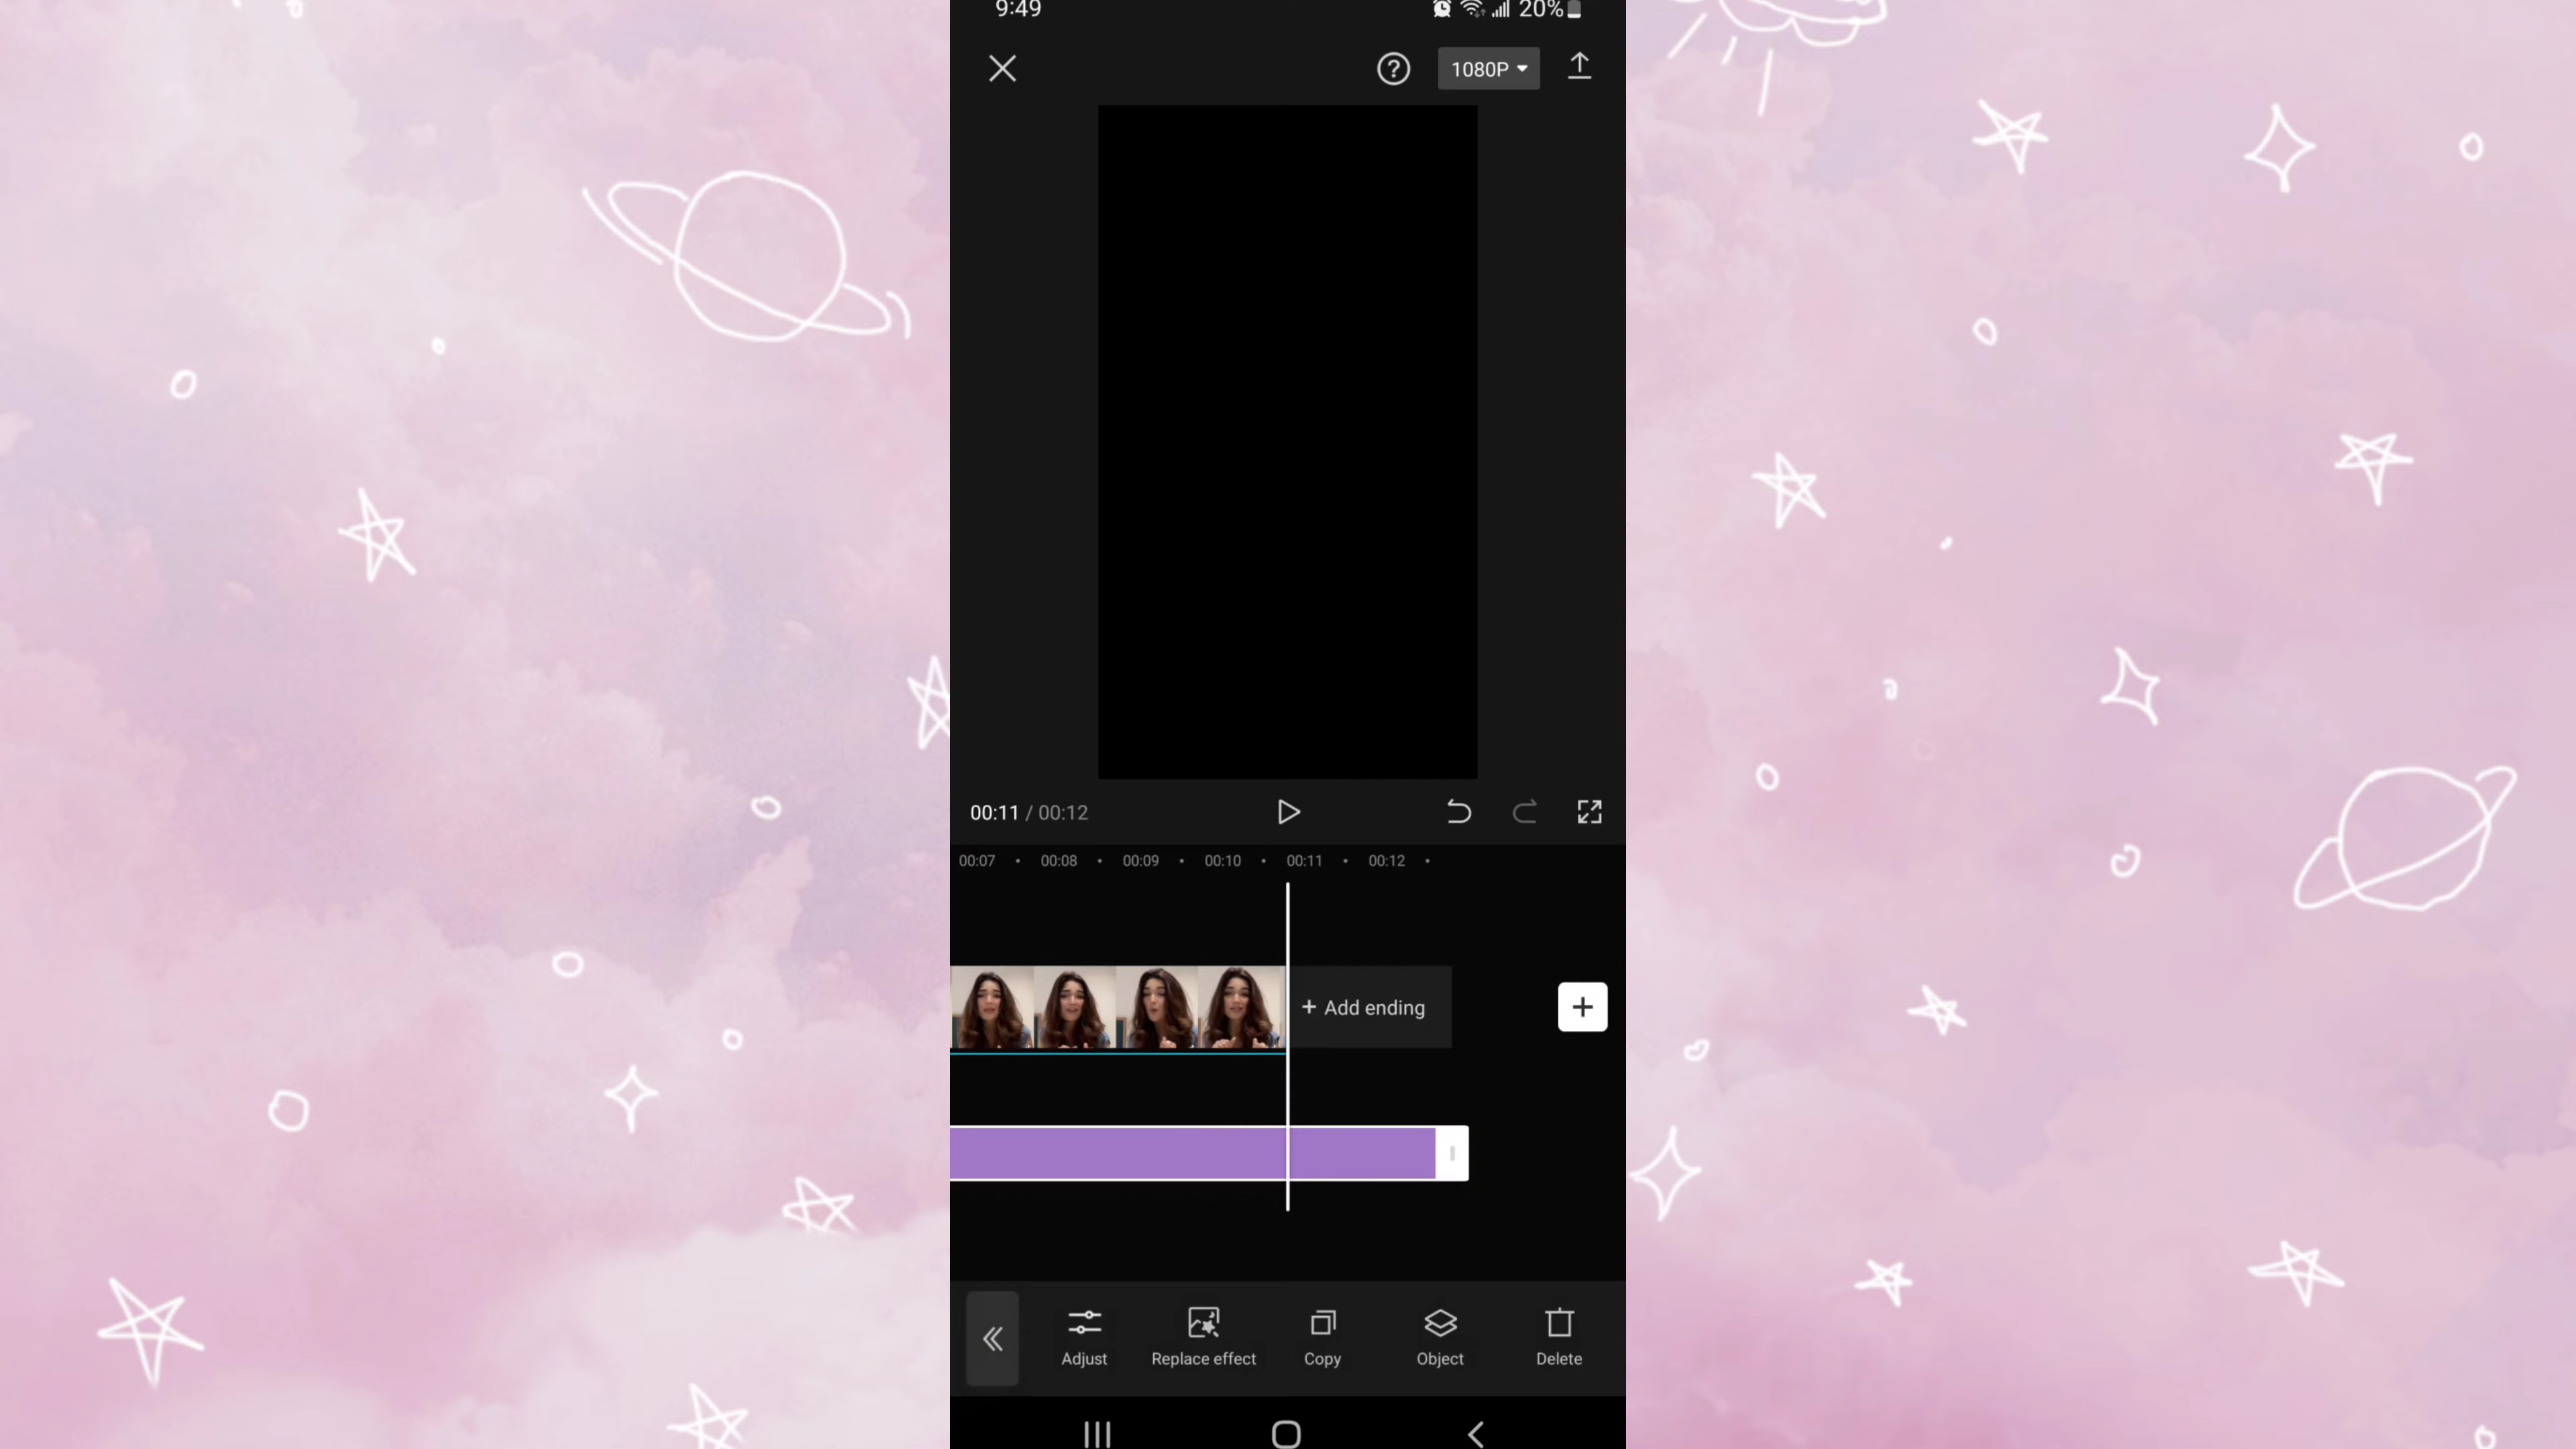 9:49
20%
1080P
00:11 / 00:12
00:07 00:08 00:09 00:10 00:11 00:12
+ Add ending
Adjust
Replace effect
Copy
Object
Delete